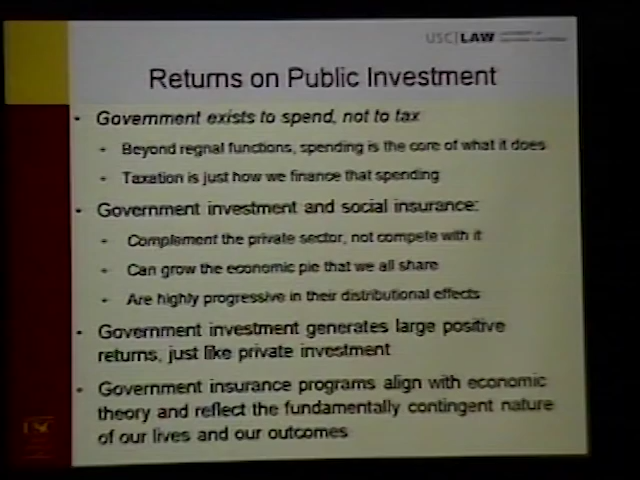 USC LAW
Returns on Public Investment
• Government exists to spend, not to tax
• Beyond regnal functions, spending is the core of what it does
• Taxation is just how we finance that spending
• Government investment and social insurance:
• Complement the private sector, not compete with it
• Can grow the economic pie that we all share
• Are highly progressive in their distributional effects
• Government investment generates large positive
returns, just like private investment
• Government insurance programs align with economic
theory and reflect the fundamentally contingent nature
of our lives and our outcomes
USC